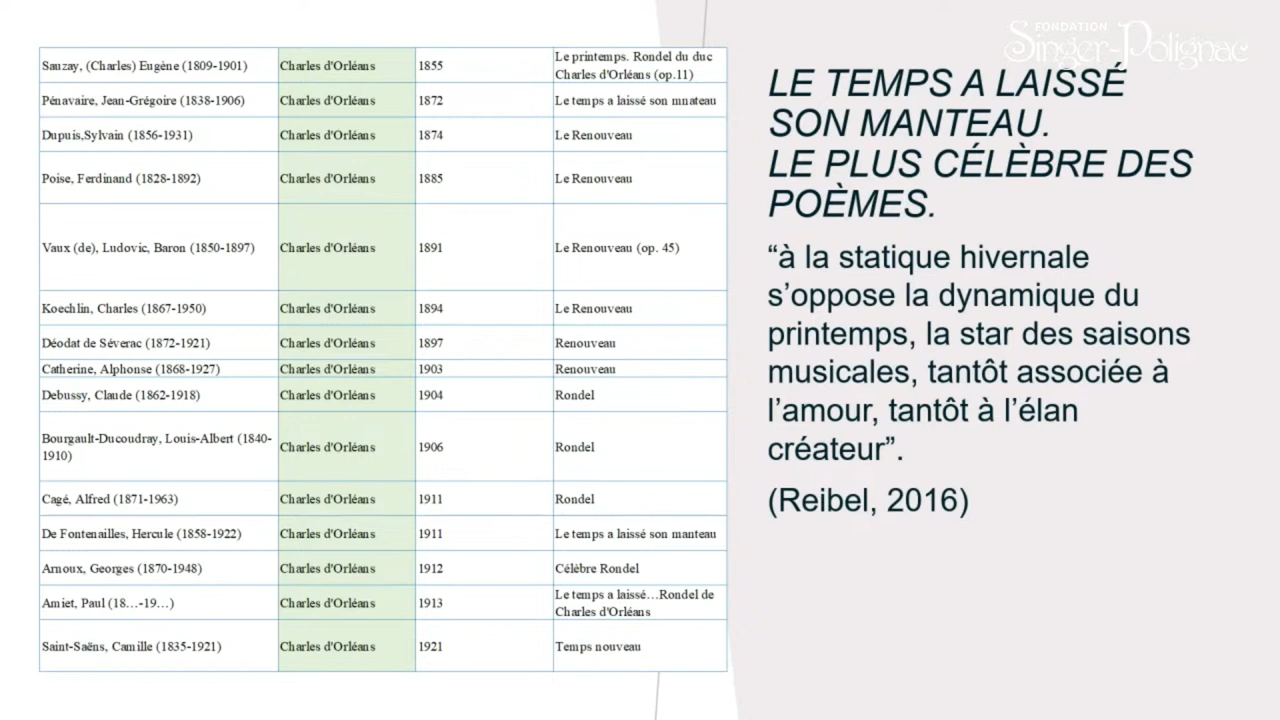 FONDATION
Singer-Polignac
Sauzay, (Charles) Eugène (1809-1901) Charles d'Orléans 1855 Le printemps. Rondel du duc
Charles d'Orléans (op.11)
Pénavaire, Jean-Grégoire (1838-1906) Charles d'Orléans 1872 Le temps a laissé son mnateau
Dupuis,Sylvain (1856-1931) Charles d'Orléans 1874 Le Renouveau
Poise, Ferdinand (1828-1892) Charles d'Orléans 1885 Le Renouveau
Vaux (de), Ludovic, Baron (1850-1897) Charles d'Orléans 1891 Le Renouveau (op. 45)
Koechlin, Charles (1867-1950) Charles d'Orléans 1894 Le Renouveau
Déodat de Séverac (1872-1921) Charles d'Orléans 1897 Renouveau
Catherine, Alphonse (1868-1927) Charles d'Orléans 1903 Renouveau
Debussy, Claude (1862-1918) Charles d'Orléans 1904 Rondel
Bourgault-Ducoudray, Louis-Albert (1840-
1910) Charles d'Orléans 1906 Rondel
Cagé, Alfred (1871-1963) Charles d'Orléans 1911 Rondel
De Fontenailles, Hercule (1858-1922) Charles d'Orléans 1911 Le temps a laissé son manteau
Arnoux, Georges (1870-1948) Charles d'Orléans 1912 Célèbre Rondel
Amiet, Paul (18…-19…) Charles d'Orléans 1913 Le temps a laissé…Rondel de
Charles d'Orléans
Saint-Saëns, Camille (1835-1921) Charles d'Orléans 1921 Temps nouveau
LE TEMPS A LAISSÉ
SON MANTEAU.
LE PLUS CÉLÈBRE DES
POÈMES.
“à la statique hivernale
s’oppose la dynamique du
printemps, la star des saisons
musicales, tantôt associée à
l’amour, tantôt à l’élan
créateur”.
(Reibel, 2016)